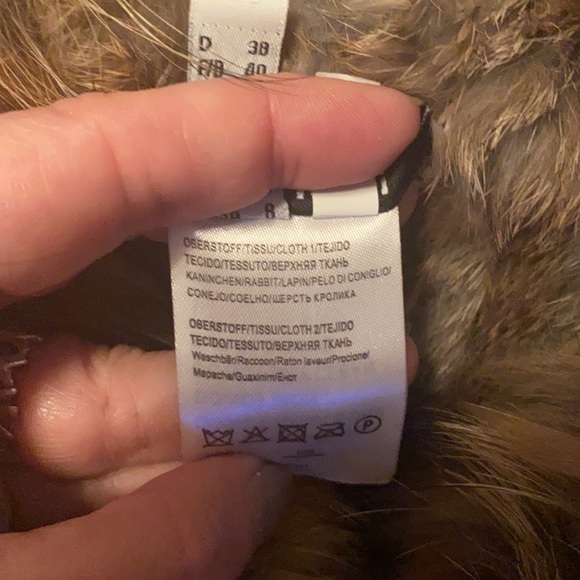 D 38
F/B 40
8
OBERSTOFF/TISSU/CLOTH 1/TEJIDO
TECIDO/TESSUTO/ВЕРХНЯЯ ТКАНЬ
KANINCHEN/RABBIT/LAPIN/PELO DI CONIGLIO/
CONEJO/COELHO/ШЕРСТЬ КРОЛИКА
OBERSTOFF/TISSU/CLOTH 2/TEJIDO
TECIDO/TESSUTO/ВЕРХНЯЯ ТКАНЬ
Waschbär/Raccoon/Raton laveur/Procione/
Mapache/Guaxinim/Енот
P